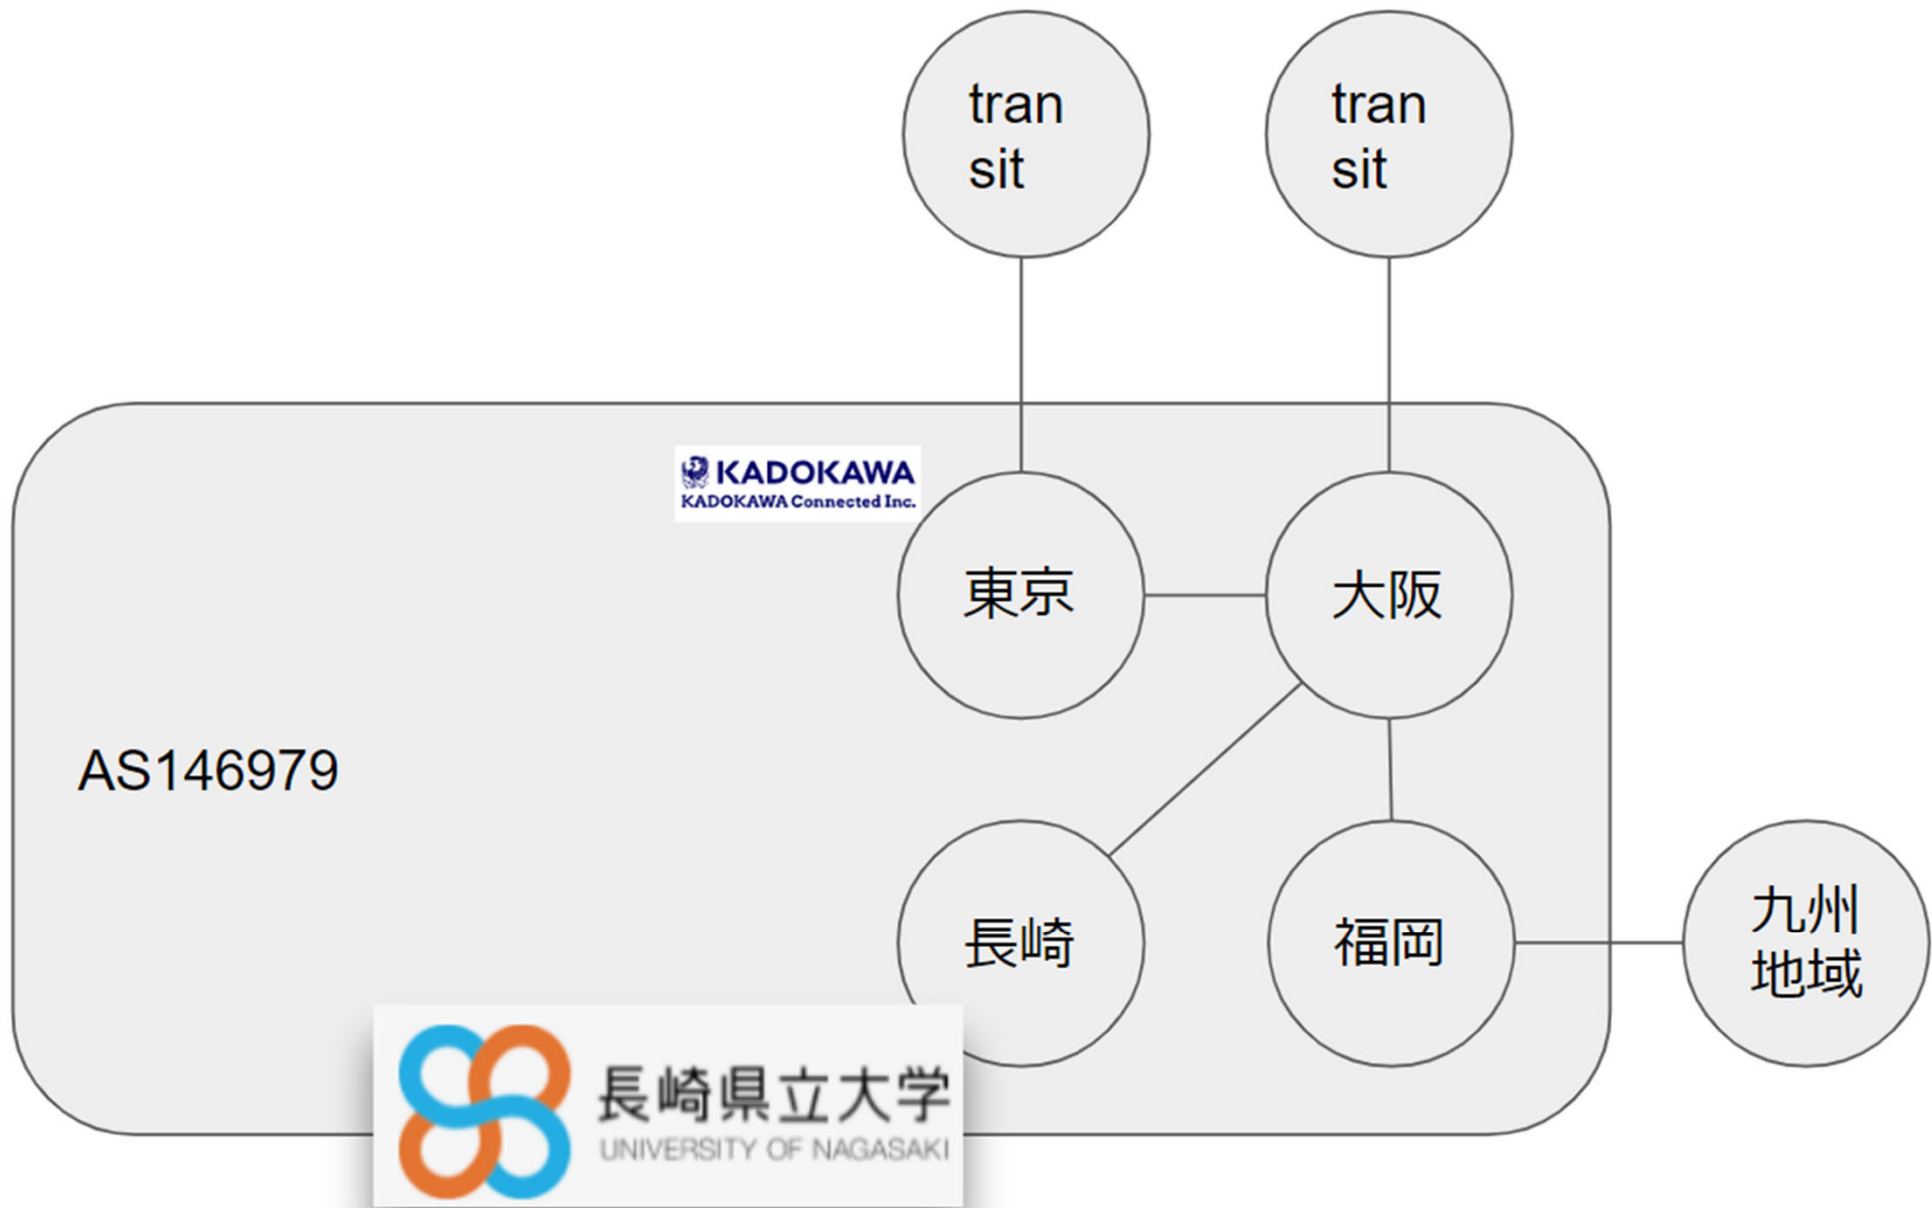 tran
sit
tran
sit
KADOKAWA
KADOKAWA Connected Inc.
東京
大阪
AS146979
長崎
福岡
九州
地域
長崎県立大学
UNIVERSITY OF NAGASAKI